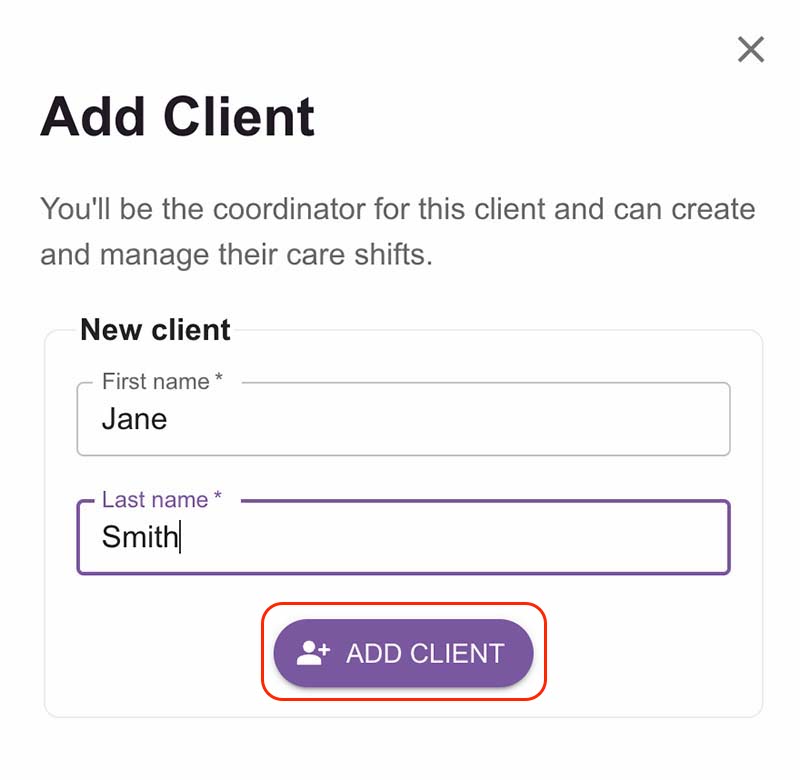 Add Client
You'll be the coordinator for this client and can create
and manage their care shifts.
New client
First name *
Jane
Last name *
Smith
ADD CLIENT